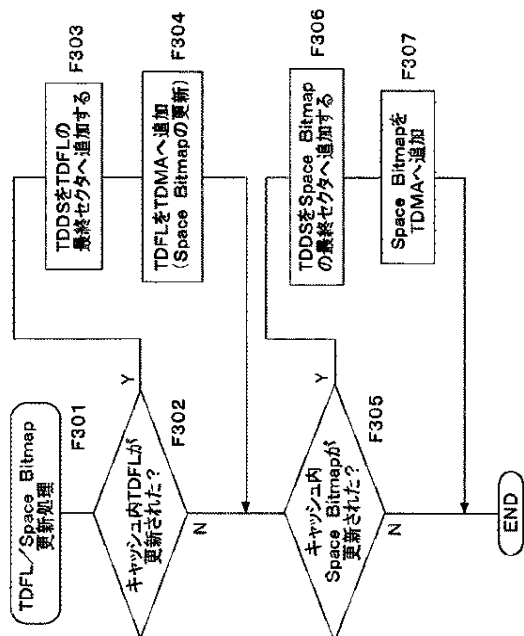 TDFL／Space Bitmap
更新処理
F301
キャッシュ内TDFLが
更新された？
F302
Y
N
TDDSをTDFLの
最終セクタへ追加する
F303
TDFLをTDMAへ追加
（Space Bitmapの更新）
F304
キャッシュ内
Space Bitmapが
更新された？
F305
Y
N
TDDSをSpace Bitmap
の最終セクタへ追加する
F306
Space Bitmapを
TDMAへ追加
F307
END